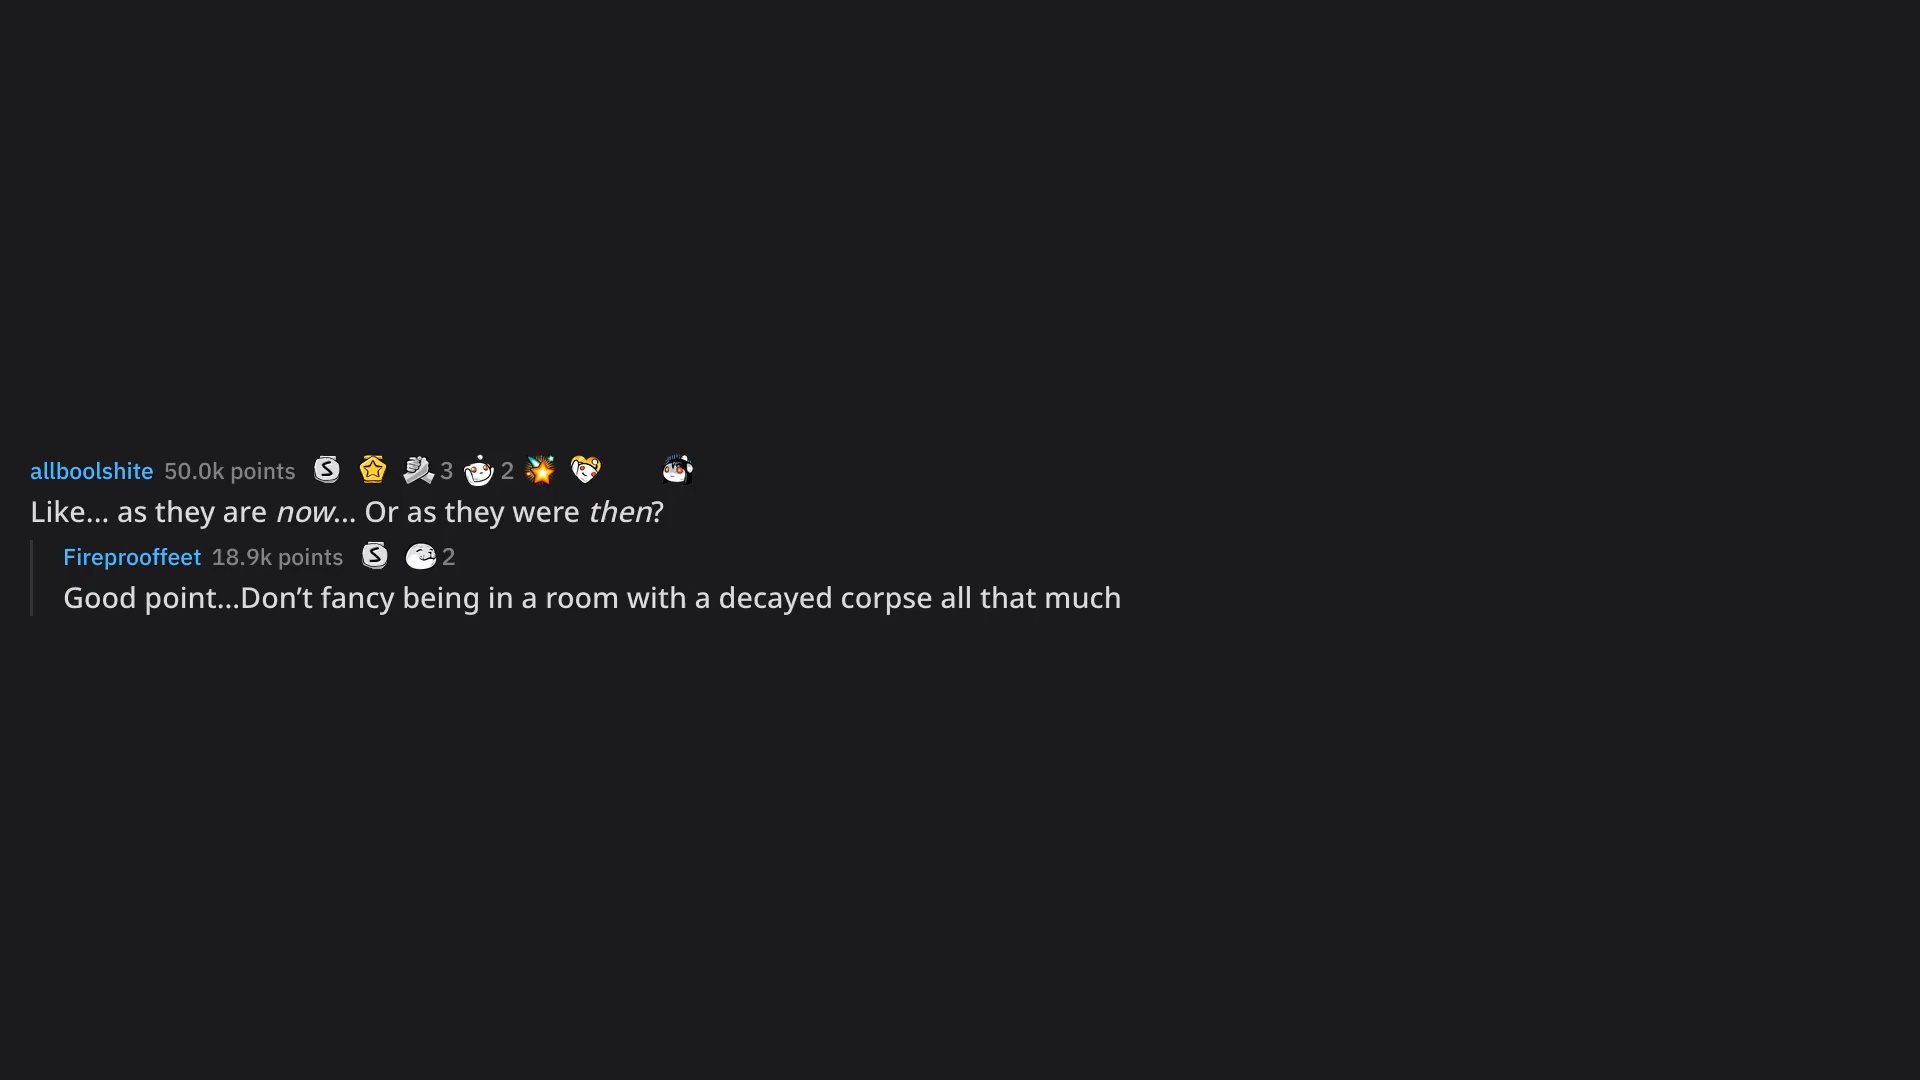 allboolshite 50.0k points 3 2
Like... as they are now... Or as they were then?
Fireprooffeet 18.9k points 2
Good point...Don’t fancy being in a room with a decayed corpse all that much